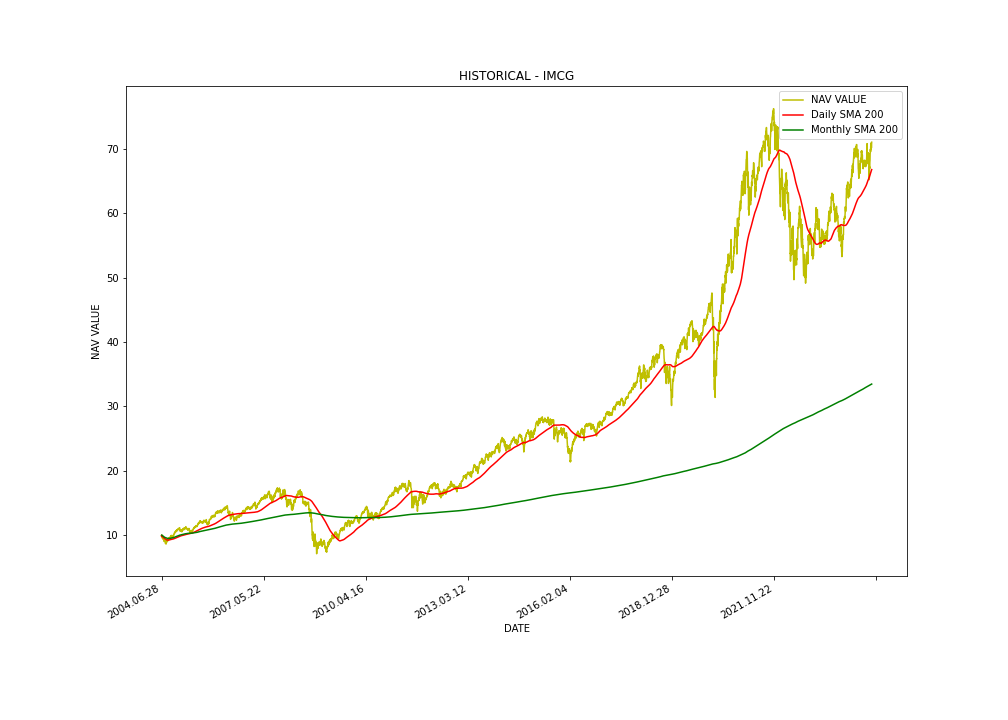 HISTORICAL - IMCG
NAV VALUE
Daily SMA 200
Monthly SMA 200
NAV VALUE
70
60
50
40
30
20
10
2004.06.28
2007.05.22
2010.04.16
2013.03.12
2016.02.04
2018.12.28
2021.11.22
DATE